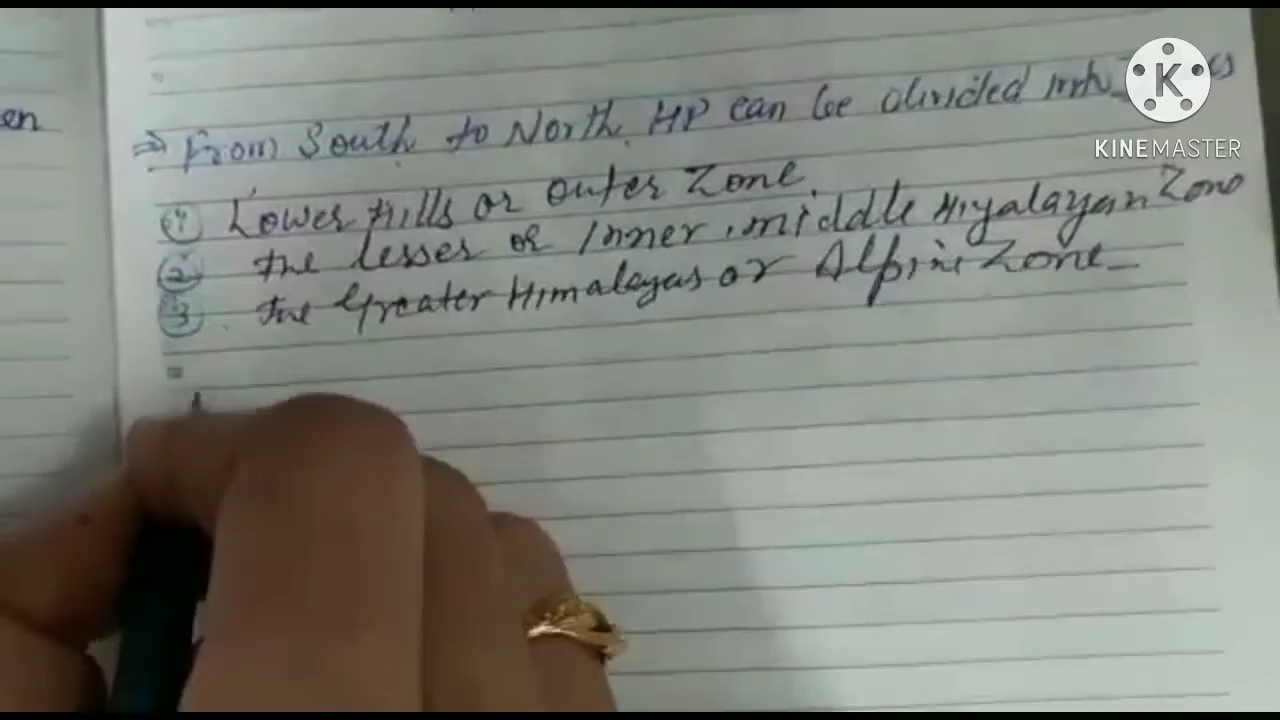 en
⇒ From South to North, HP can be divided into
① Lower Hills or Outer Zone.
② The lesser or Inner, middle Hiyalayan Zone
③ The Greater Himalayas or Alpine Zone
K
KINEMASTER